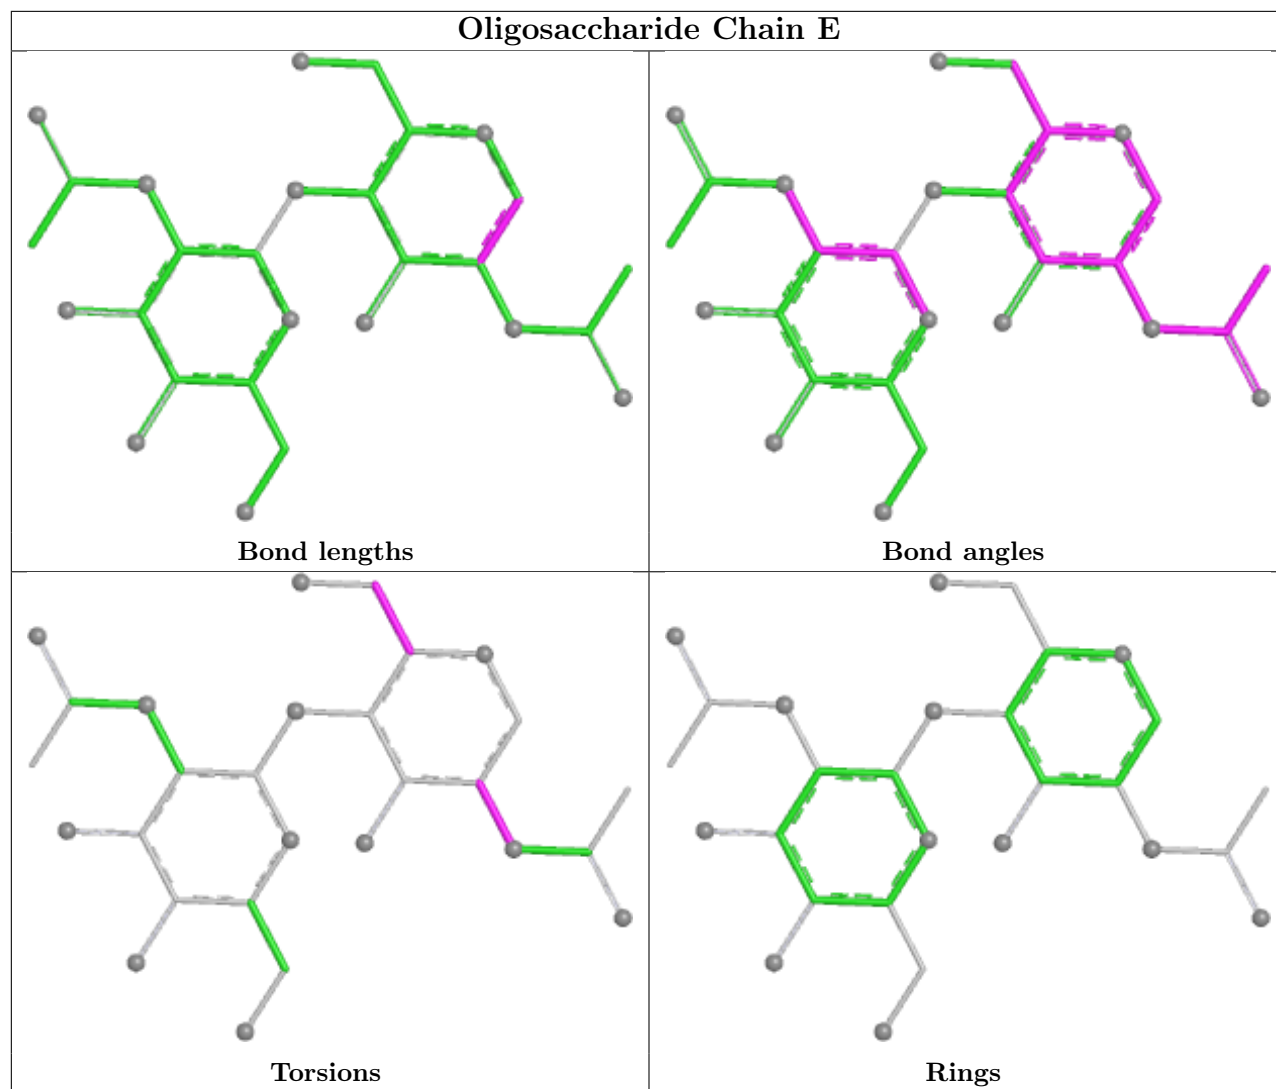 Oligosaccharide Chain E
Bond lengths
Bond angles
Torsions
Rings